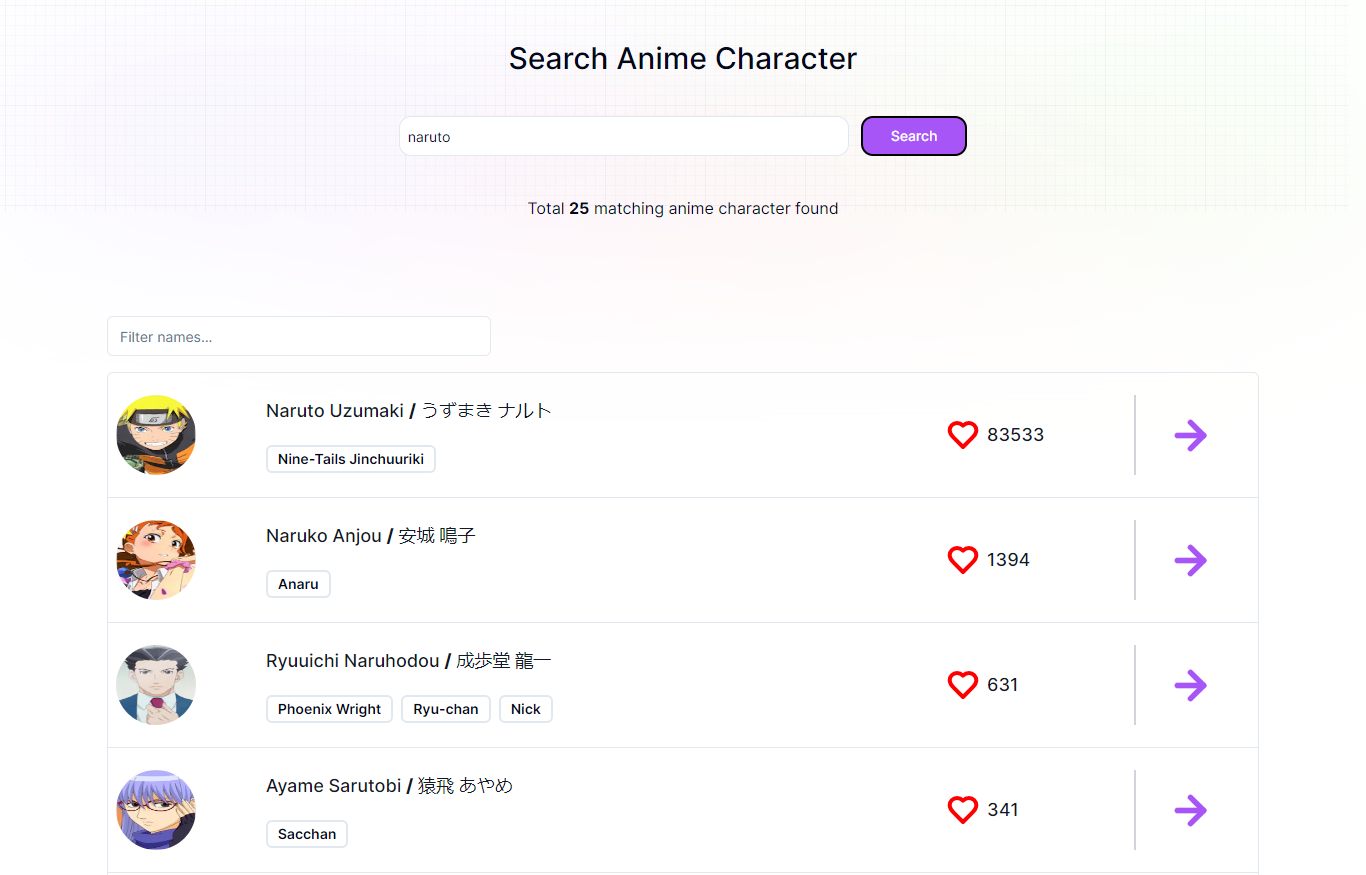 Search Anime Character
naruto
Search
Total 25 matching anime character found
Filter names...
Naruto Uzumaki / うずまき ナルト
83533
Nine-Tails Jinchuuriki
Naruko Anjou / 安城 鳴子
1394
Anaru
Ryuuichi Naruhodou / 成歩堂 龍一
631
Phoenix Wright Ryu-chan Nick
Ayame Sarutobi / 猿飛 あやめ
341
Sacchan